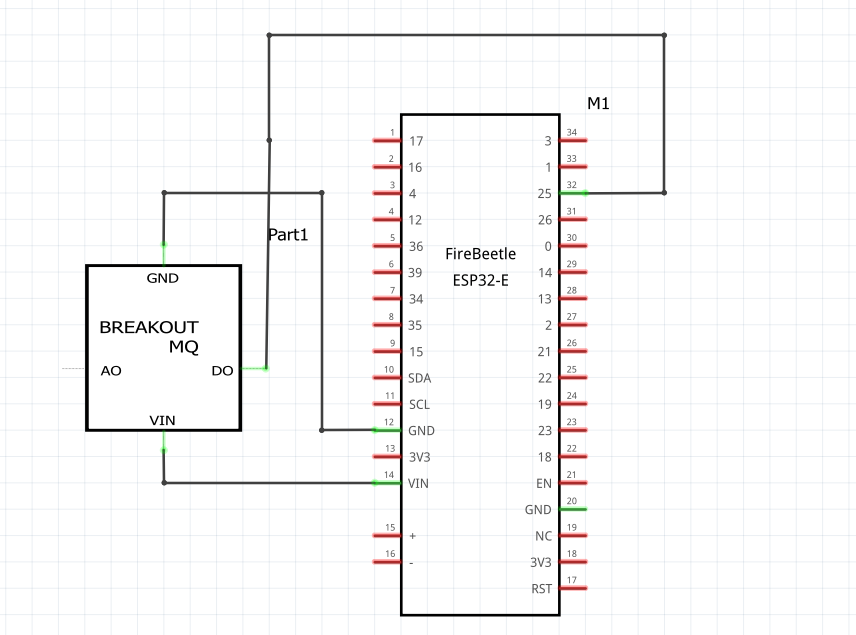 M1
1 17 3 34
2 16 1 33
3 4 25 32
4 12 26 31
Part1
5 36 0 30
FireBeetle
6 39 14 29
ESP32-E
GND
7 34 13 28
BREAKOUT
8 35 2 27
MQ
9 15 21 26
AO DO
10 SDA 22 25
11 SCL 19 24
VIN
12 GND 23 23
13 3V3 18 22
14 VIN EN 21
GND 20
15 + NC 19
16 - 3V3 18
RST 17